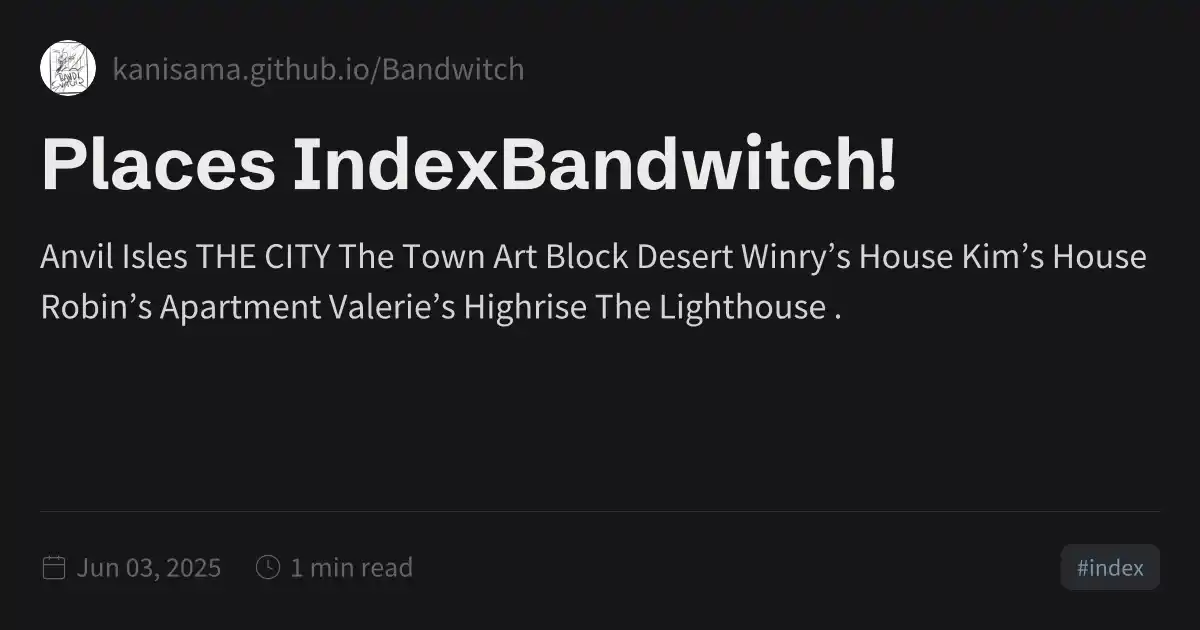 kanisama.github.io/Bandwitch
Places IndexBandwitch!
Anvil Isles THE CITY The Town Art Block Desert Winry’s House Kim’s House
Robin’s Apartment Valerie’s Highrise The Lighthouse .
Jun 03, 2025
1 min read
#index